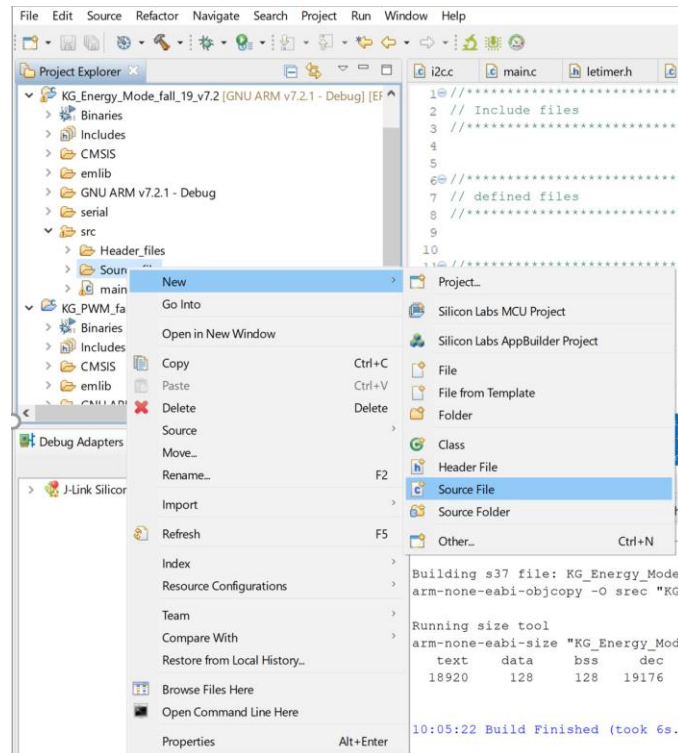 File Edit Source Refactor Navigate Search Project Run Window Help
Project Explorer
KG_Energy_Mode_fall_19_v7.2 [GNU ARM v7.2.1 - Debug] [EF
Binaries
Includes
CMSIS
emlib
GNU ARM v7.2.1 - Debug
serial
src
Header_files
main
KG_PWM_fa
Binaries
Includes
CMSIS
emlib
Debug Adapters
J-Link Silicor
i2c.c main.c letimer.h
1 //****************************
2 // Include files
3 //****************************
4
5
6 //****************************
7 // defined files
8 //****************************
9
10
New
Go Into
Open in New Window
Copy Ctrl+C
Paste Ctrl+V
Delete Delete
Source
Move...
Rename... F2
Import
Refresh F5
Index
Resource Configurations
Team
Compare With
Restore from Local History...
Browse Files Here
Open Command Line Here
Properties Alt+Enter
Project...
Silicon Labs MCU Project
Silicon Labs AppBuilder Project
File
File from Template
Folder
Class
Header File
Source File
Source Folder
Other... Ctrl+N
Building s37 file: KG_Energy_Mode
arm-none-eabi-objcopy -O srec "KG
Running size tool
arm-none-eabi-size "KG_Energy_Mod
text data bss dec
18920 128 128 19176
10:05:22 Build Finished (took 6s.